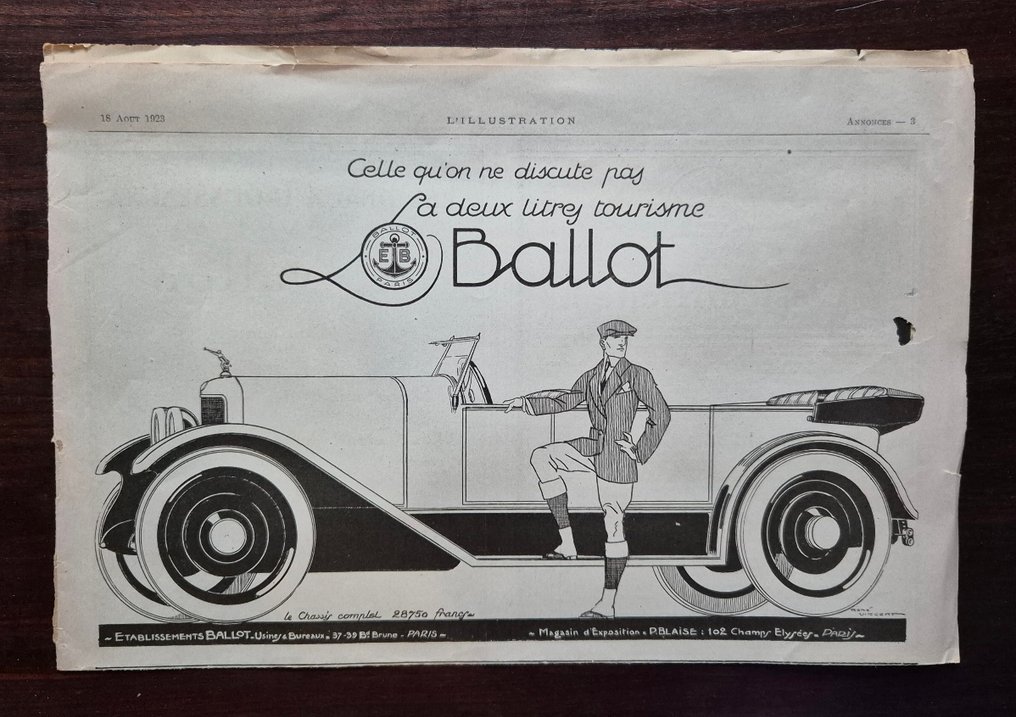 18 AOUT 1923
L'ILLUSTRATION
ANNONCES — 3
Celle qu'on ne discute pas
La deux litres tourisme
BALLOT
E B
PARIS
Ballot
le Chassis complet 28750 francs
RENÉ
VINCENT
~ ETABLISSEMENTS BALLOT - Usines & Bureaux. 37-39 Bd Brune - PARIS ~
~ Magasin d'Exposition. P. BLAISE : 102 Champs Elysées. PARIS ~